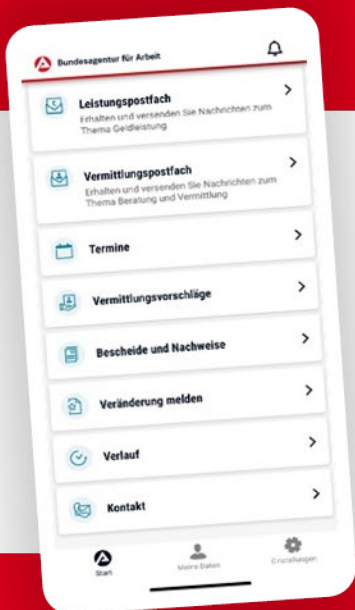 Bundesagentur für Arbeit
Leistungspostfach
Erhalten und versenden Sie Nachrichten zum
Thema Geldleistung
Vermittlungspostfach
Erhalten und versenden Sie Nachrichten zum
Thema Beratung und Vermittlung
Termine
Vermittlungsvorschläge
Bescheide und Nachweise
Veränderung melden
Verlauf
Kontakt
Start
Meine Daten
Einstellungen